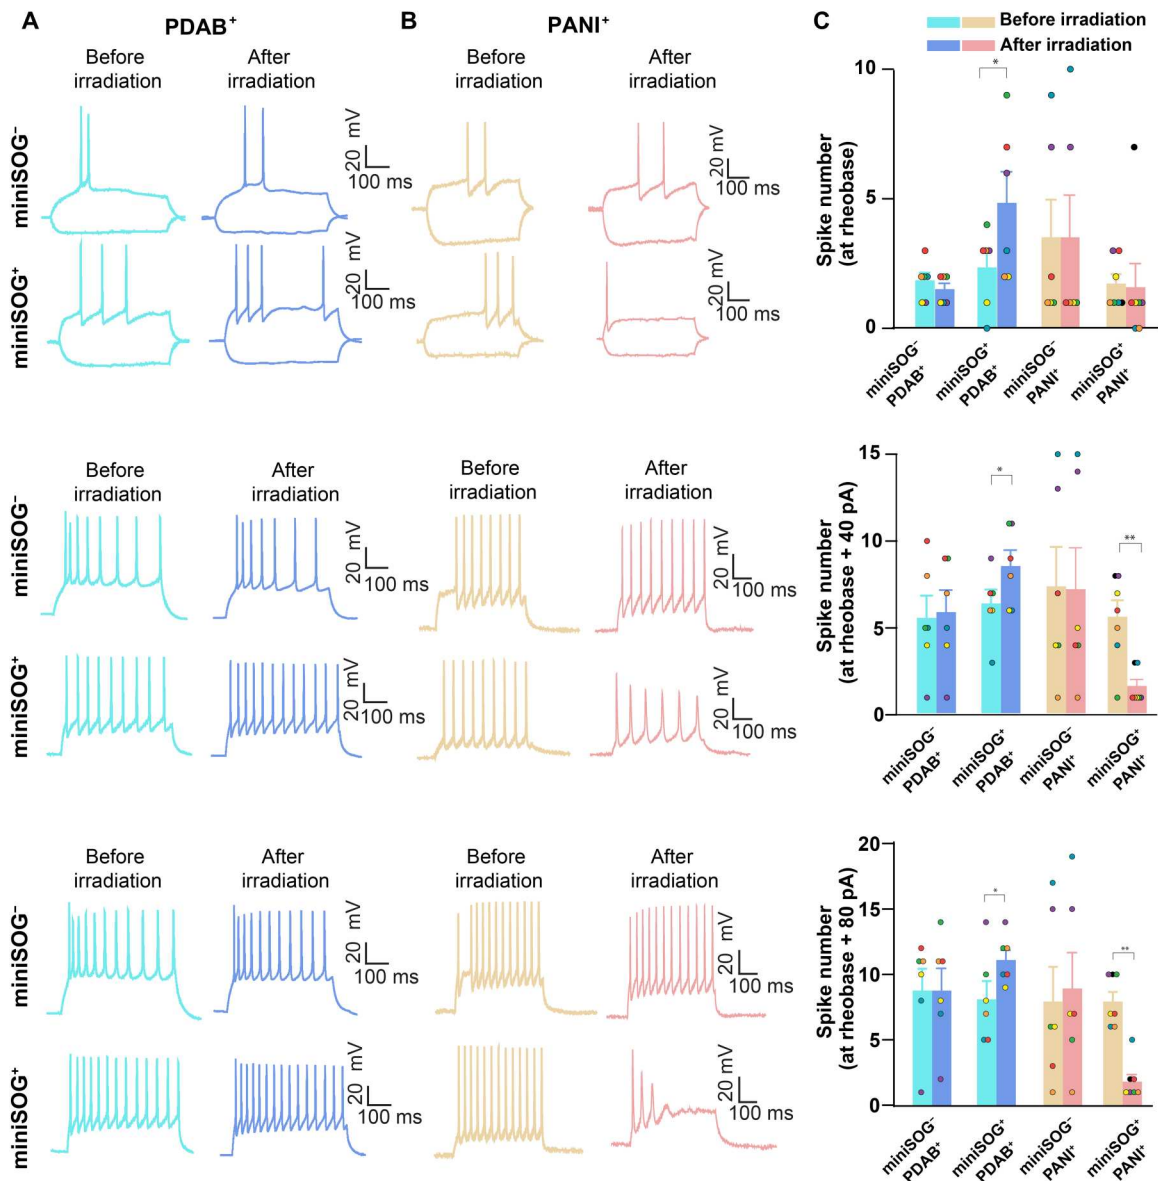 A
PDAB⁺
B
PANI⁺
C
Before irradiation
After irradiation
Before
irradiation
After
irradiation
Before
irradiation
After
irradiation
miniSOG⁻
20 mV
100 ms
20 mV
100 ms
miniSOG⁺
20 mV
100 ms
20 mV
100 ms
Spike number
(at rheobase)
10
5
0
*
miniSOG⁻
PDAB⁺
miniSOG⁺
PDAB⁺
miniSOG⁻
PANI⁺
miniSOG⁺
PANI⁺
Before
irradiation
After
irradiation
Before
irradiation
After
irradiation
miniSOG⁻
20 mV
100 ms
20 mV
100 ms
miniSOG⁺
20 mV
100 ms
20 mV
100 ms
Spike number
(at rheobase + 40 pA)
15
10
5
0
*
**
miniSOG⁻
PDAB⁺
miniSOG⁺
PDAB⁺
miniSOG⁻
PANI⁺
miniSOG⁺
PANI⁺
Before
irradiation
After
irradiation
Before
irradiation
After
irradiation
miniSOG⁻
20 mV
100 ms
20 mV
100 ms
miniSOG⁺
20 mV
100 ms
20 mV
100 ms
Spike number
(at rheobase + 80 pA)
20
15
10
5
0
*
**
miniSOG⁻
PDAB⁺
miniSOG⁺
PDAB⁺
miniSOG⁻
PANI⁺
miniSOG⁺
PANI⁺